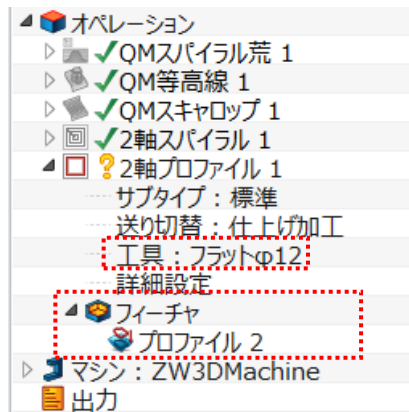 オペレーション
QMスパイラル荒 1
QM等高線 1
QMスキャロップ 1
2軸スパイラル 1
2軸プロファイル 1
サブタイプ：標準
送り切替：仕上げ加工
工具：フラットφ12
詳細設定
フィーチャ
プロファイル 2
マシン：ZW3DMachine
出力